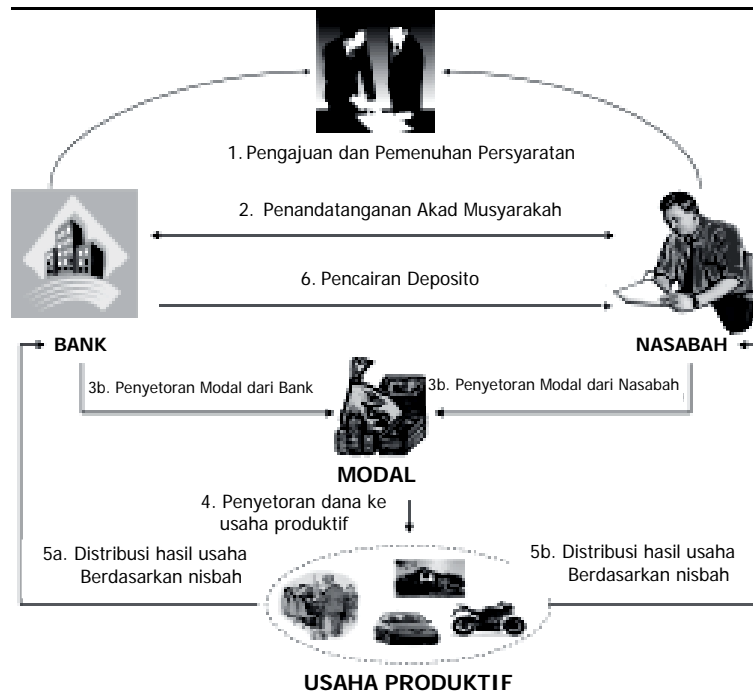 1. Pengajuan dan Pemenuhan Persyaratan
2. Penandatanganan Akad Musyarakah
6. Pencairan Deposito
BANK
NASABAH
3b. Penyetoran Modal dari Bank
3b. Penyetoran Modal dari Nasabah
MODAL
4. Penyetoran dana ke
usaha produktif
5a. Distribusi hasil usaha
Berdasarkan nisbah
5b. Distribusi hasil usaha
Berdasarkan nisbah
USAHA PRODUKTIF